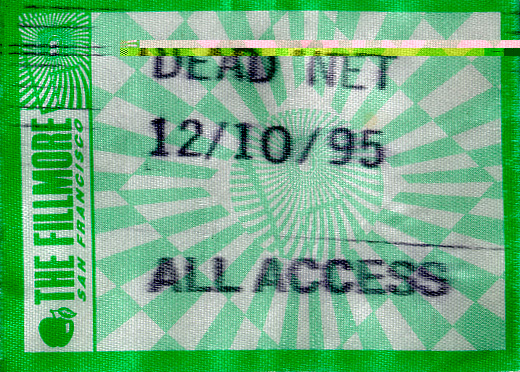 DEAD NET
12/10/95
ALL ACCESS
THE FILLMORE
SAN FRANCISCO